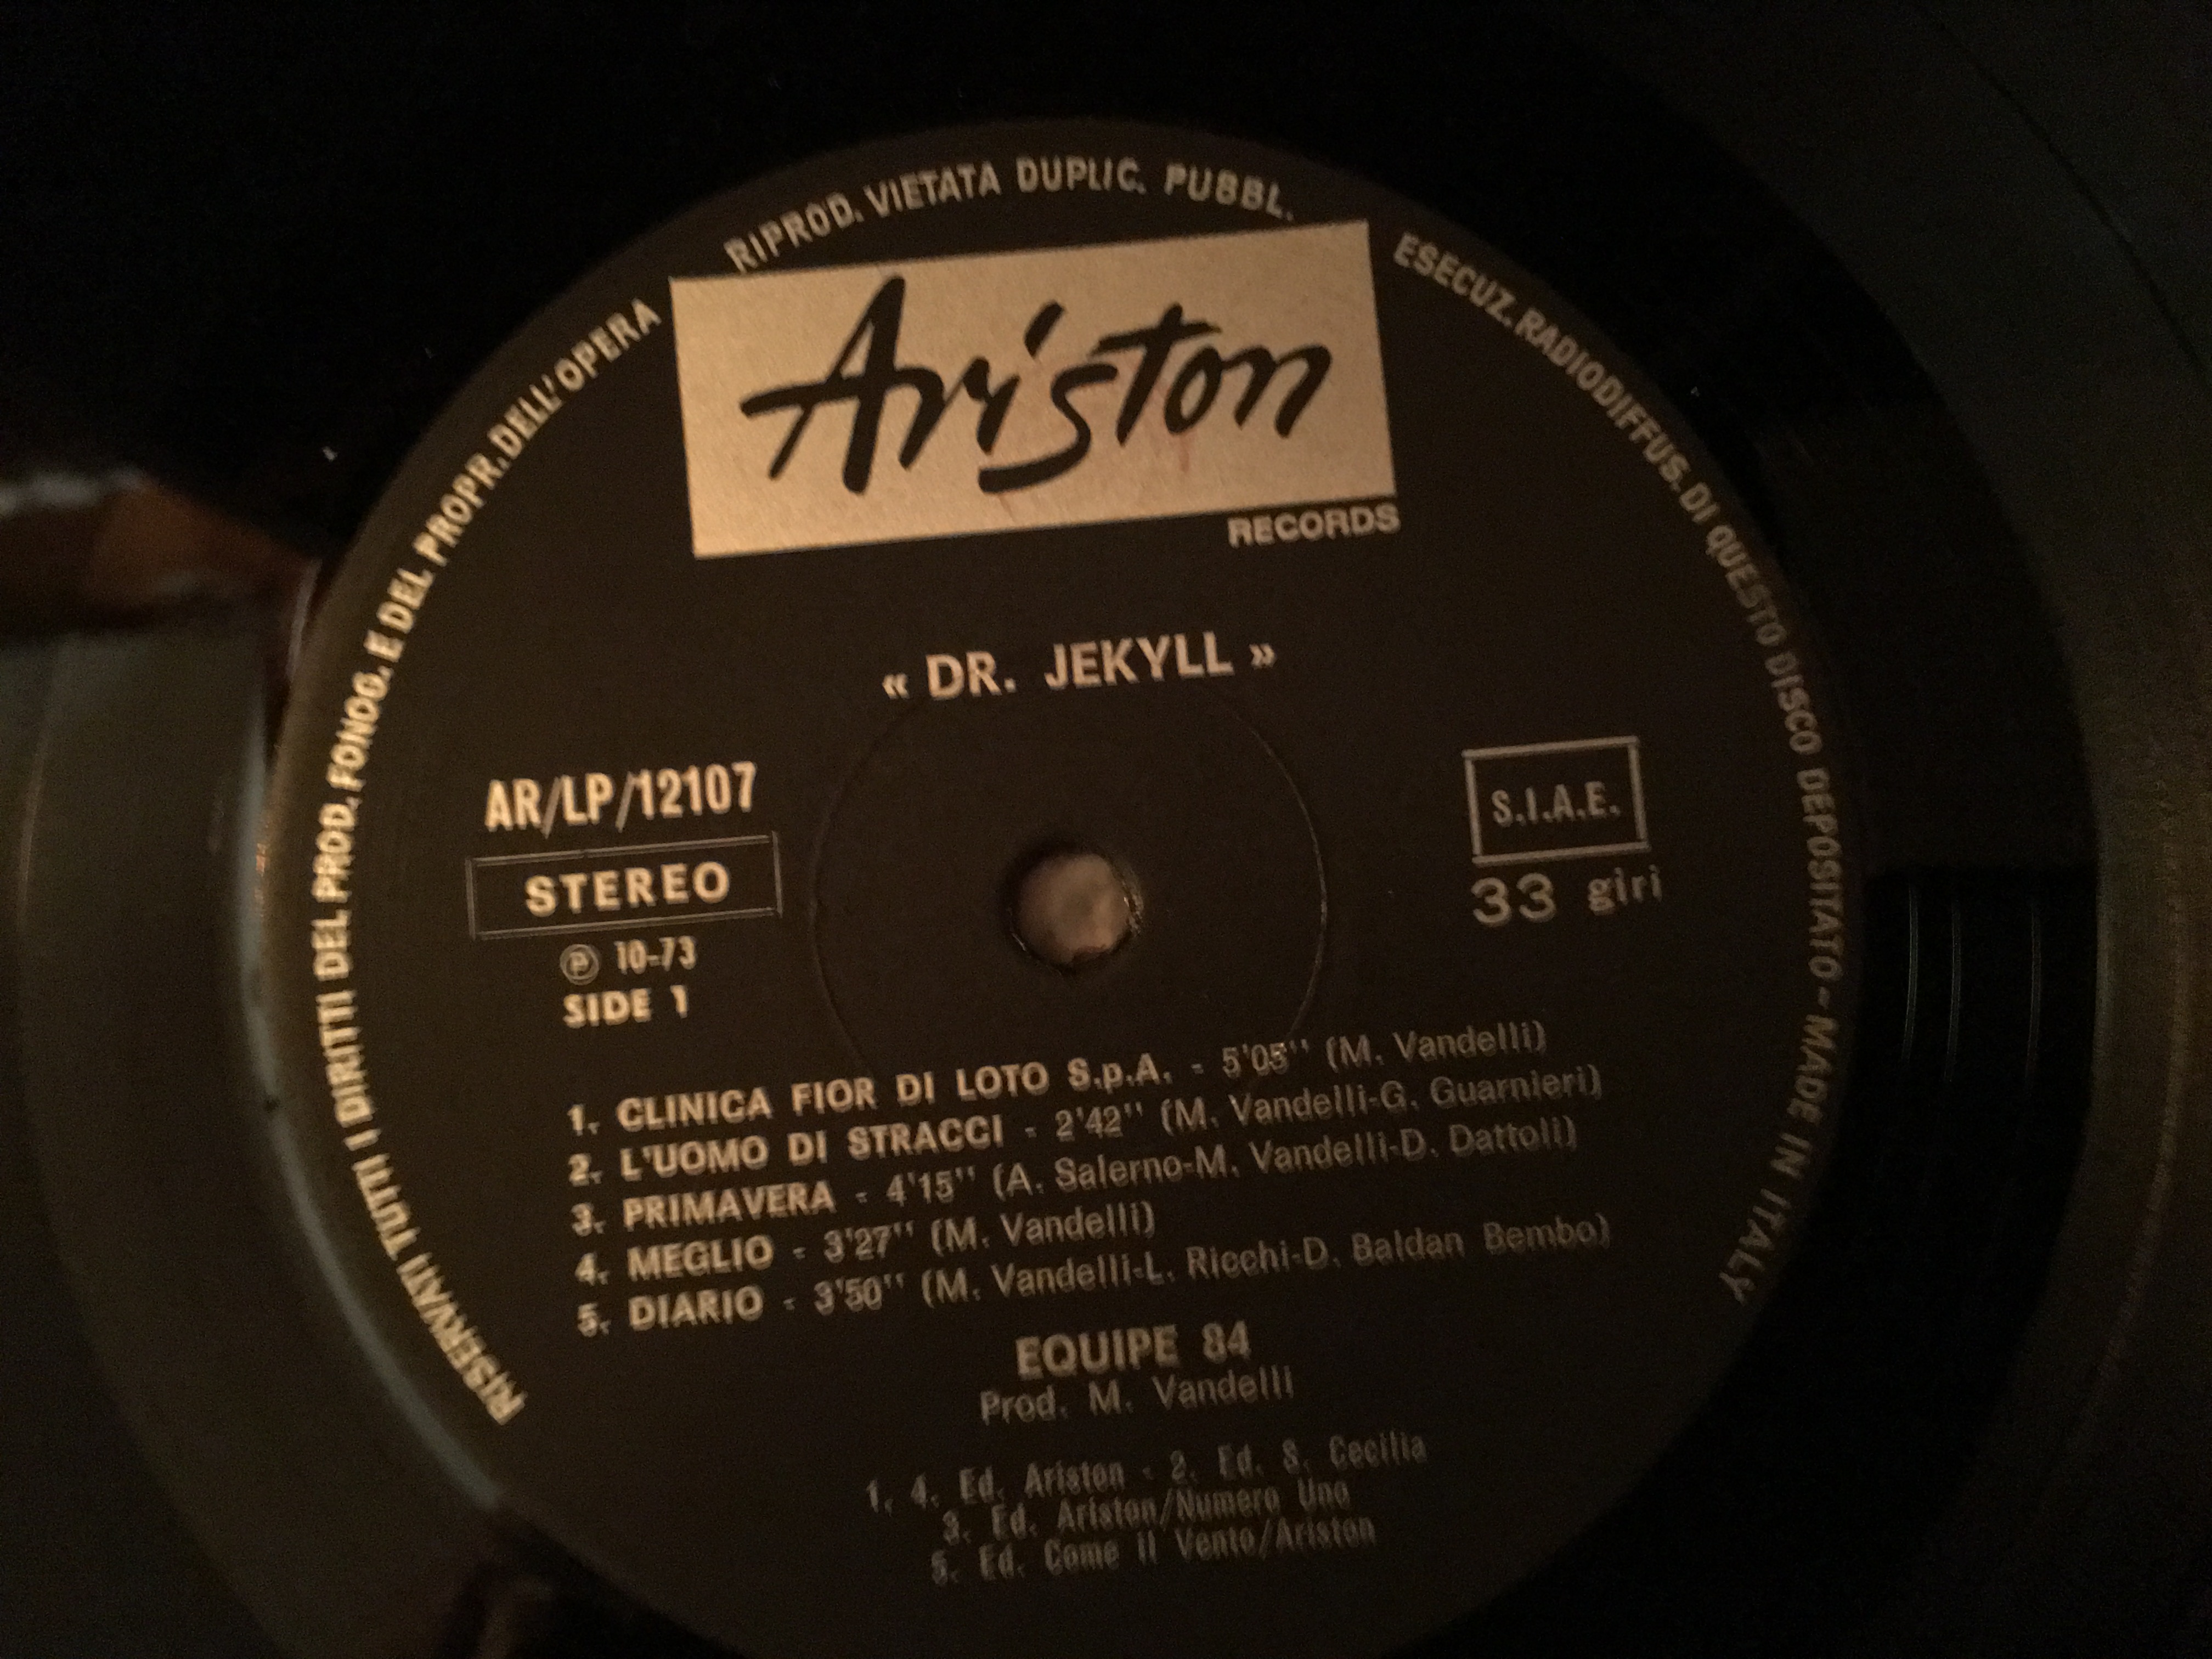 RISERVATI TUTTI I DIRITTI DEL PROD. FONOG. E DEL PROPR. DELL'OPERA
RIPROD. VIETATA DUPLIC. PUBBL.
ESECUZ. RADIODIFFUS. DI QUESTO DISCO DEPOSITATO - MADE IN ITALY
Ariston
RECORDS
« DR. JEKYLL »
AR/LP/12107
STEREO
℗ 10-73
SIDE 1
S.I.A.E.
33 giri
1. CLINICA FIOR DI LOTO S.p.A. - 5'05'' (M. Vandelli)
2. L'UOMO DI STRACCI - 2'42'' (M. Vandelli-G. Guarnieri)
3. PRIMAVERA - 4'15'' (A. Salerno-M. Vandelli-D. Dattoli)
4. MEGLIO - 3'27'' (M. Vandelli)
5. DIARIO - 3'50'' (M. Vandelli-L. Ricchi-D. Baldan Bembo)
EQUIPE 84
Prod. M. Vandelli
1. 4. Ed. Ariston - 2. Ed. S. Cecilia
3. Ed. Ariston/Numero Uno
5. Ed. Come il Vento/Ariston